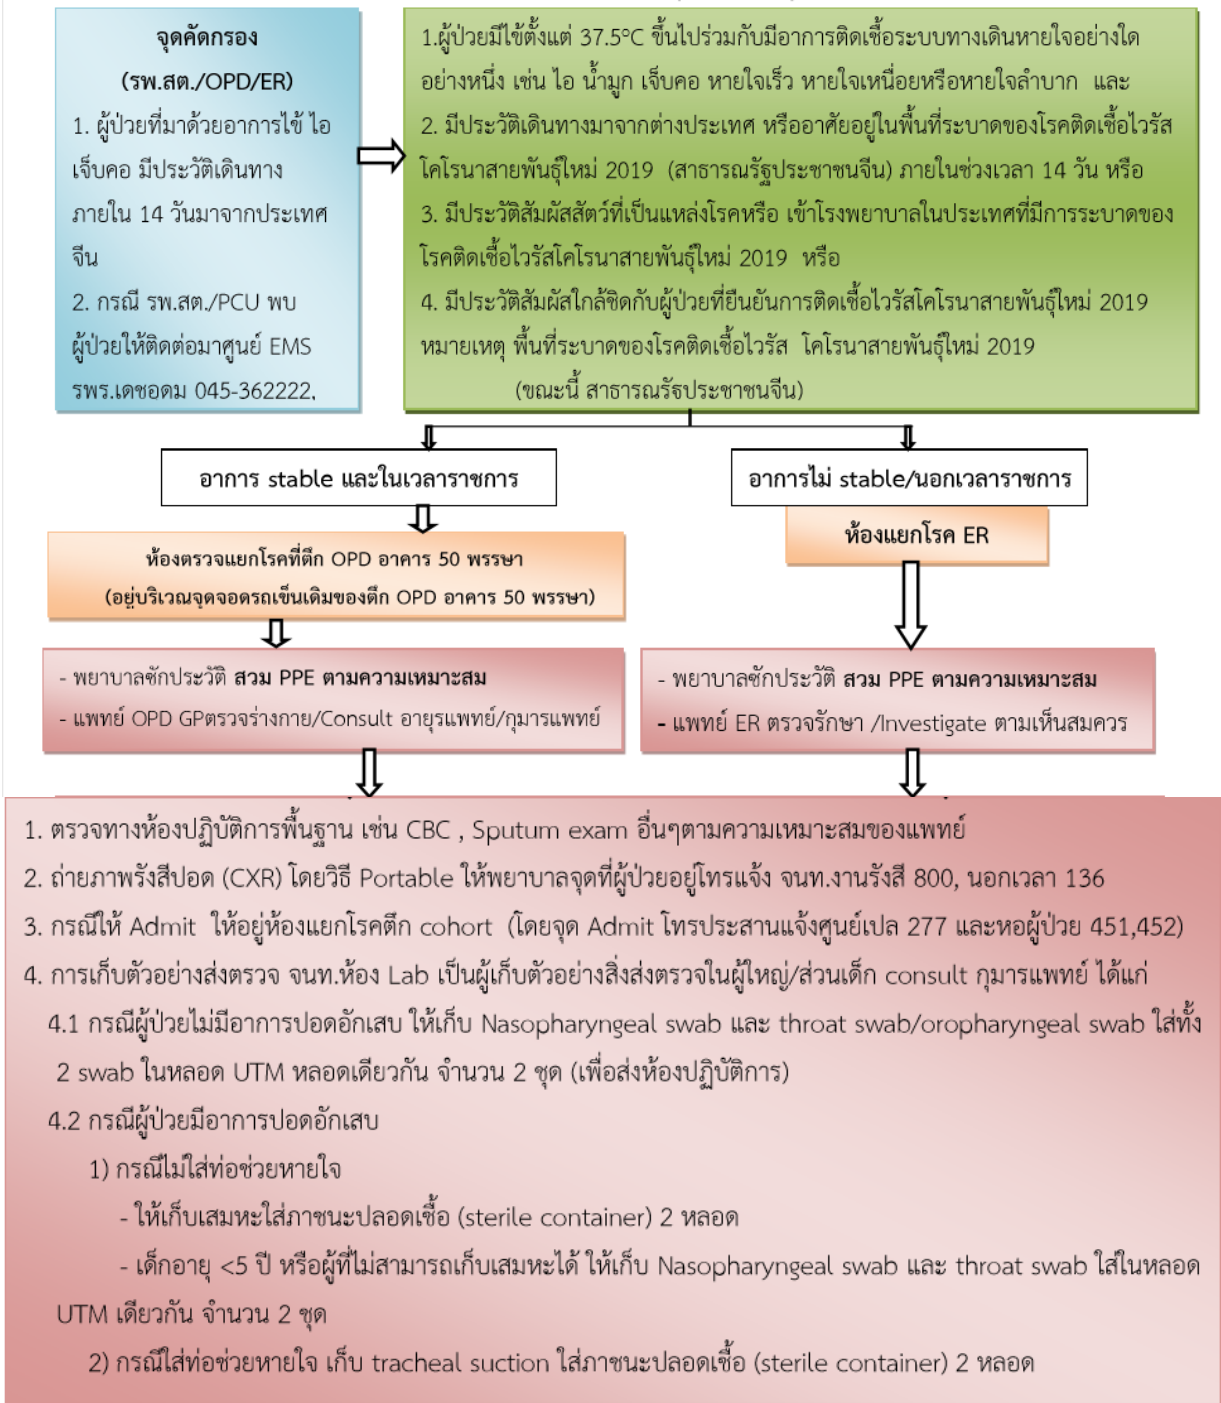 จุดคัดกรอง
(รพ.สต./OPD/ER)
1. ผู้ป่วยที่มาด้วยอาการไข้ ไอ
เจ็บคอ มีประวัติเดินทาง
ภายใน 14 วันมาจากประเทศ
จีน
2. กรณี รพ.สต./PCU พบ
ผู้ป่วยให้ติดต่อมาศูนย์ EMS
รพร.เดชอดม 045-362222,
1.ผู้ป่วยมีไข้ตั้งแต่ 37.5°C ขึ้นไปร่วมกับมีอาการติดเชื้อระบบทางเดินหายใจอย่างใด
อย่างหนึ่ง เช่น ไอ น้ำมูก เจ็บคอ หายใจเร็ว หายใจเหนื่อยหรือหายใจลำบาก และ
2. มีประวัติเดินทางมาจากต่างประเทศ หรืออาศัยอยู่ในพื้นที่ระบาดของโรคติดเชื้อไวรัส
โคโรนาสายพันธุ์ใหม่ 2019 (สาธารณรัฐประชาชนจีน) ภายในช่วงเวลา 14 วัน หรือ
3. มีประวัติสัมผัสสัตว์ที่เป็นแหล่งโรคหรือ เข้าโรงพยาบาลในประเทศที่มีการระบาดของ
โรคติดเชื้อไวรัสโคโรนาสายพันธุ์ใหม่ 2019 หรือ
4. มีประวัติสัมผัสใกล้ชิดกับผู้ป่วยที่ยืนยันการติดเชื้อไวรัสโคโรนาสายพันธุ์ใหม่ 2019
หมายเหตุ พื้นที่ระบาดของโรคติดเชื้อไวรัส โคโรนาสายพันธุ์ใหม่ 2019
(ขณะนี้ สาธารณรัฐประชาชนจีน)
อาการ stable และในเวลาราชการ
อาการไม่ stable/นอกเวลาราชการ
ห้องตรวจแยกโรคที่ตึก OPD อาคาร 50 พรรษา
(อยู่บริเวณจุดจอดรถเข็นเดิมของตึก OPD อาคาร 50 พรรษา)
ห้องแยกโรค ER
- พยาบาลซักประวัติ สวม PPE ตามความเหมาะสม
- แพทย์ OPD GPตรวจร่างกาย/Consult อายุรแพทย์/กุมารแพทย์
- พยาบาลซักประวัติ สวม PPE ตามความเหมาะสม
- แพทย์ ER ตรวจรักษา /Investigate ตามเห็นสมควร
1. ตรวจทางห้องปฏิบัติการพื้นฐาน เช่น CBC , Sputum exam อื่นๆตามความเหมาะสมของแพทย์
2. ถ่ายภาพรังสีปอด (CXR) โดยวิธี Portable ให้พยาบาลจุดที่ผู้ป่วยอยู่โทรแจ้ง จนท.งานรังสี 800, นอกเวลา 136
3. กรณีให้ Admit ให้อยู่ห้องแยกโรคตึก cohort (โดยจุด Admit โทรประสานแจ้งศูนย์เปล 277 และหอผู้ป่วย 451,452)
4. การเก็บตัวอย่างส่งตรวจ จนท.ห้อง Lab เป็นผู้เก็บตัวอย่างสิ่งส่งตรวจในผู้ใหญ่/ส่วนเด็ก consult กุมารแพทย์ ได้แก่
4.1 กรณีผู้ป่วยไม่มีอาการปอดอักเสบ ให้เก็บ Nasopharyngeal swab และ throat swab/oropharyngeal swab ใส่ทั้ง
2 swab ในหลอด UTM หลอดเดียวกัน จำนวน 2 ชุด (เพื่อส่งห้องปฏิบัติการ)
4.2 กรณีผู้ป่วยมีอาการปอดอักเสบ
1) กรณีไม่ใส่ท่อช่วยหายใจ
- ให้เก็บเสมหะใส่ภาชนะปลอดเชื้อ (sterile container) 2 หลอด
- เด็กอายุ <5 ปี หรือผู้ที่ไม่สามารถเก็บเสมหะได้ ให้เก็บ Nasopharyngeal swab และ throat swab ใส่ในหลอด
UTM เดียวกัน จำนวน 2 ชุด
2) กรณีใส่ท่อช่วยหายใจ เก็บ tracheal suction ใส่ภาชนะปลอดเชื้อ (sterile container) 2 หลอด